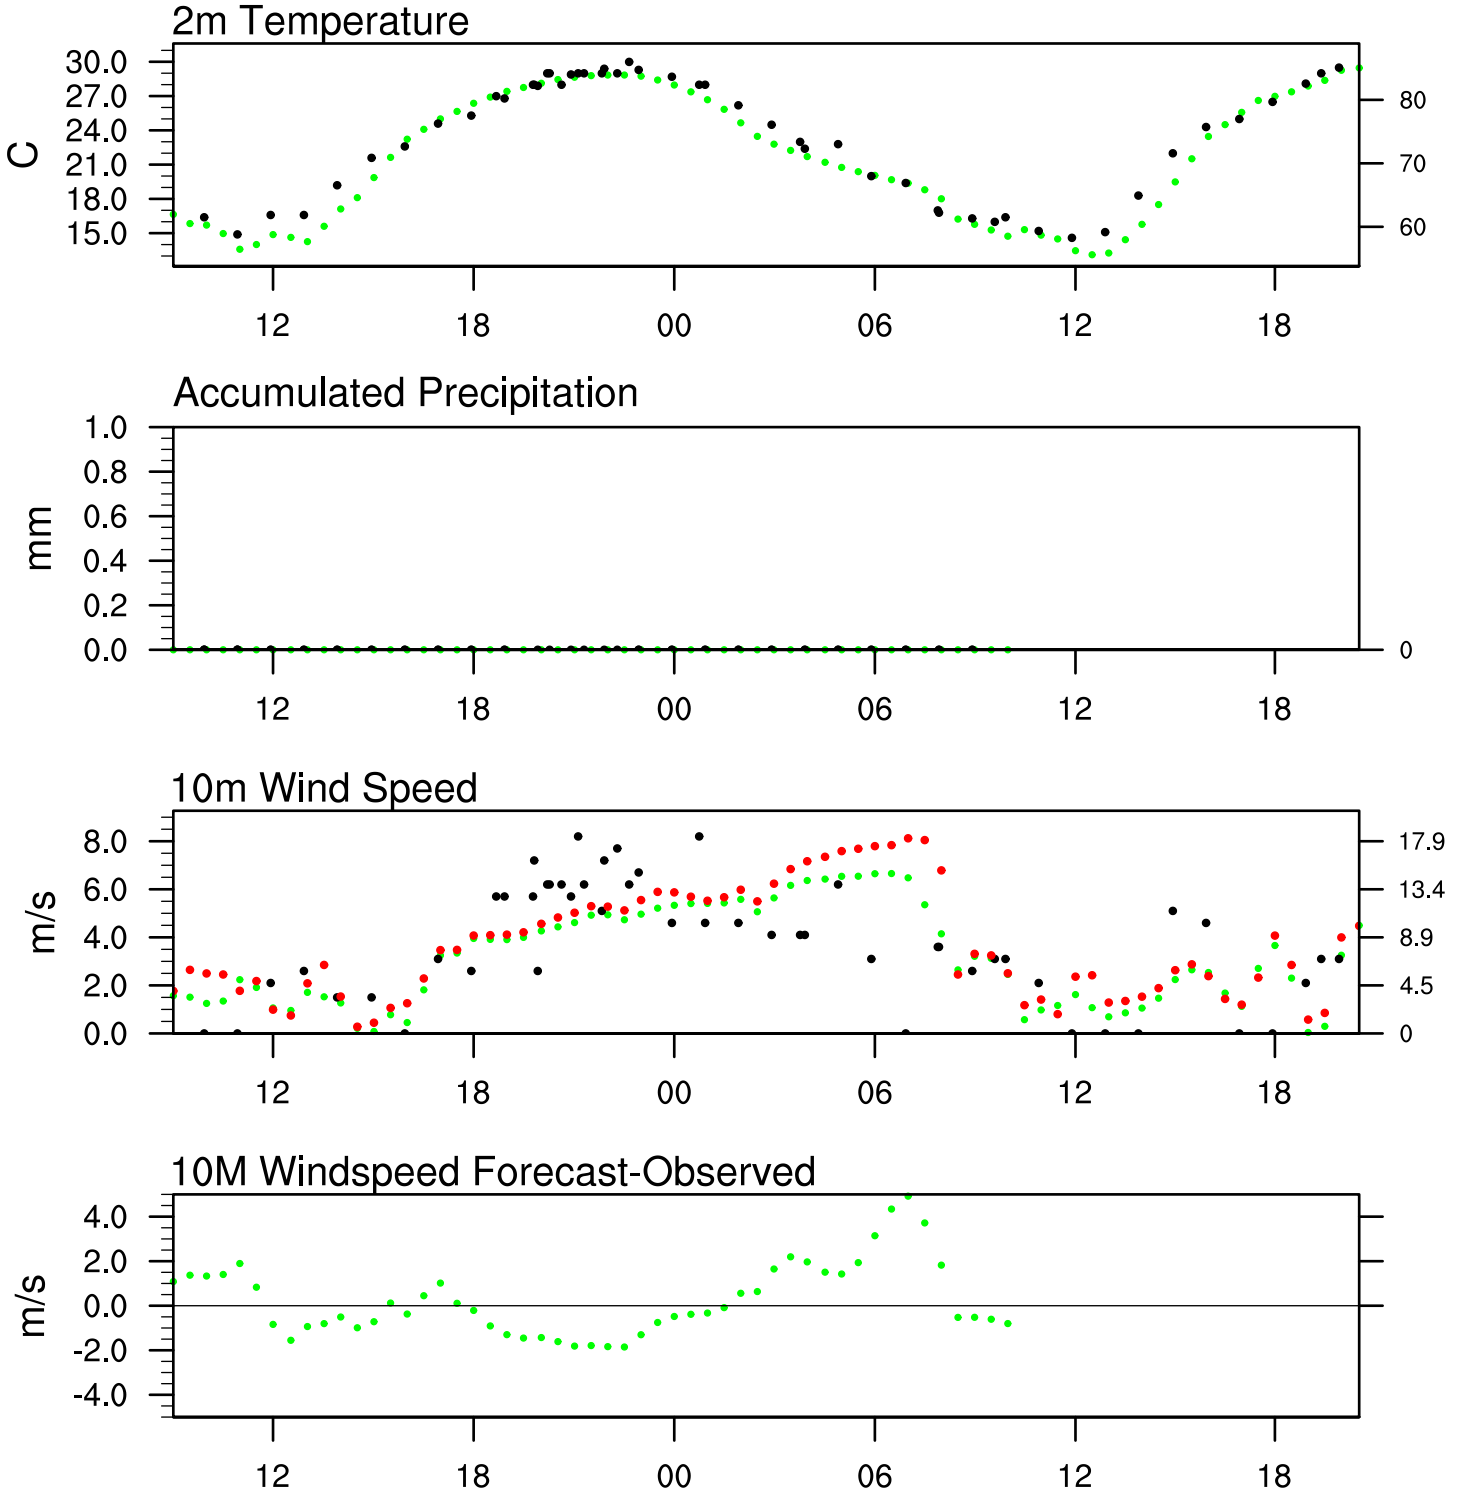 2m Temperature
30.0
27.0
24.0
21.0
18.0
15.0
C
80
70
60
12 18 00 06 12 18
Accumulated Precipitation
1.0
0.8
0.6
0.4
0.2
0.0
mm
0
12 18 00 06 12 18
10m Wind Speed
8.0
6.0
4.0
2.0
0.0
m/s
17.9
13.4
8.9
4.5
0
12 18 00 06 12 18
10M Windspeed Forecast-Observed
4.0
2.0
0.0
-2.0
-4.0
m/s
12 18 00 06 12 18